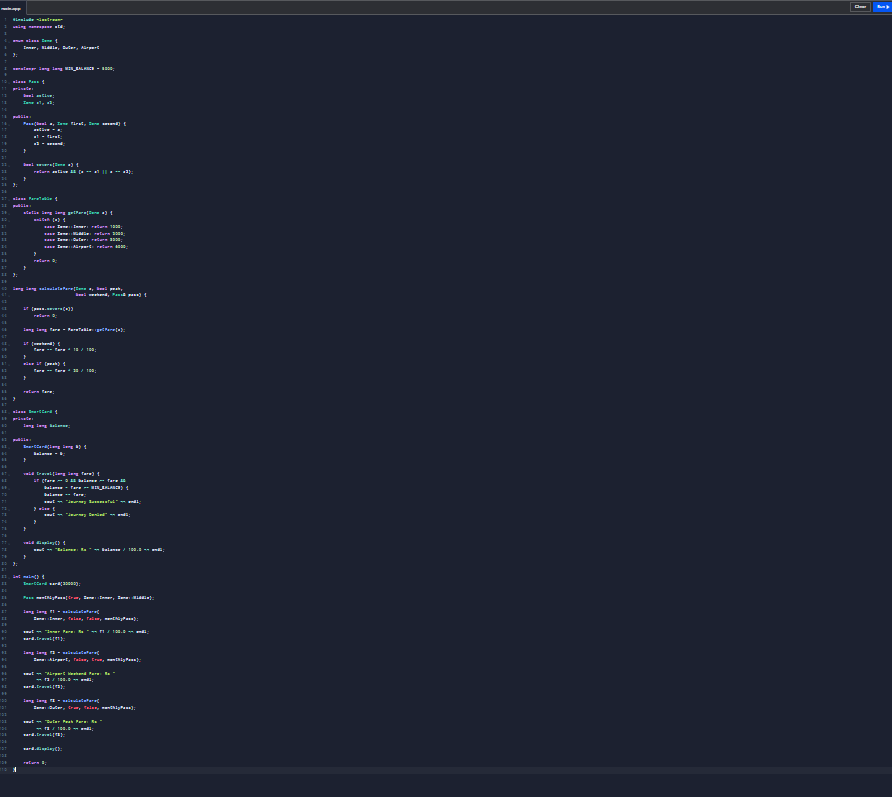 main.cpp
Clear
Run
#include <iostream>
using namespace std;
enum class Zone {
Inner, Middle, Outer, Airport
};
constexpr long long MIN_BALANCE = 5000;
class Pass {
private:
bool active;
Zone z1, z2;
public:
Pass(bool a, Zone first, Zone second) {
active = a;
z1 = first;
z2 = second;
}
bool covers(Zone z) {
return active && (z == z1 || z == z2);
}
};
class FareTable {
public:
static long long getFare(Zone z) {
switch (z) {
case Zone::Inner: return
case Zone::Middle: return
case Zone::Outer: return
case Zone::Airport: return
}
return 0;
}
};
long long calculateFare(Zone z, bool peak,
bool weekend, Pass& pass) {
if (pass.covers(z))
return 0;
long long fare = FareTable::getFare(z);
if (weekend) {
fare -= fare * / 100;
}
else if (peak) {
fare += fare * / 100;
}
return fare;
}
class SmartCard {
private:
long long balance;
public:
SmartCard(long long b) {
balance = b;
}
void travel(long long fare) {
if (fare >= 0 && balance >= fare &&
balance - fare >= MIN_BALANCE) {
balance -= fare;
cout << "Journey Successful" << endl;
} else {
cout << "Journey Denied" << endl;
}
}
void display() {
cout << "Balance: Rs " << balance / 100.0 << endl;
}
};
int main() {
SmartCard card(
Pass monthlyPass(true, Zone::Inner, Zone::Middle);
long long f1 = calculateFare(
Zone::Inner, false, false, monthlyPass);
cout << "Inner Fare: Rs " << f1 / 100.0 << endl;
card.travel(f1);
long long f2 = calculateFare(
Zone::Airport, false, true, monthlyPass);
cout << "Airport Weekend Fare: Rs "
<< f2 / 100.0 << endl;
card.travel(f2);
long long f3 = calculateFare(
Zone::Outer, true, false, monthlyPass);
cout << "Outer Peak Fare: Rs "
<< f3 / 100.0 << endl;
card.travel(f3);
card.display();
return 0;
}